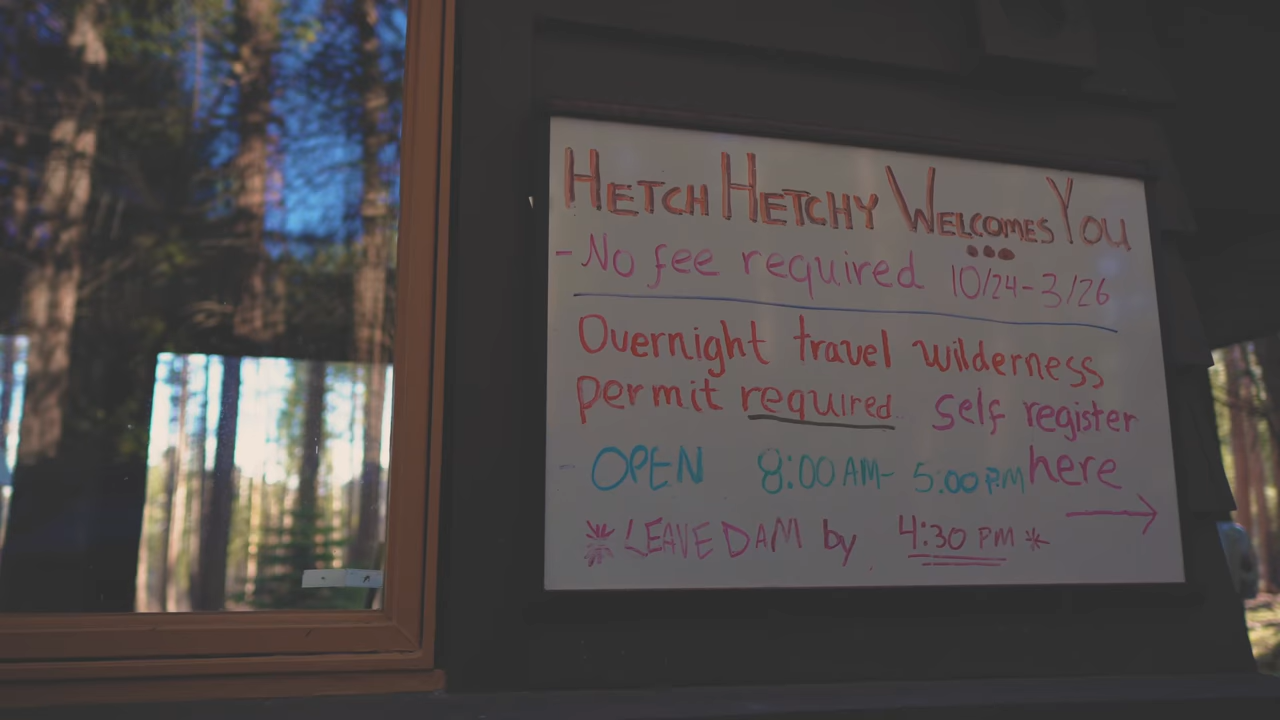 HETCH HETCHY WELCOMES YOU
- No fee required 10/24-3/26
Overnight travel wilderness
permit required Self register
OPEN 8:00 AM- 5:00 PM here
* LEAVE DAM by 4:30 PM *